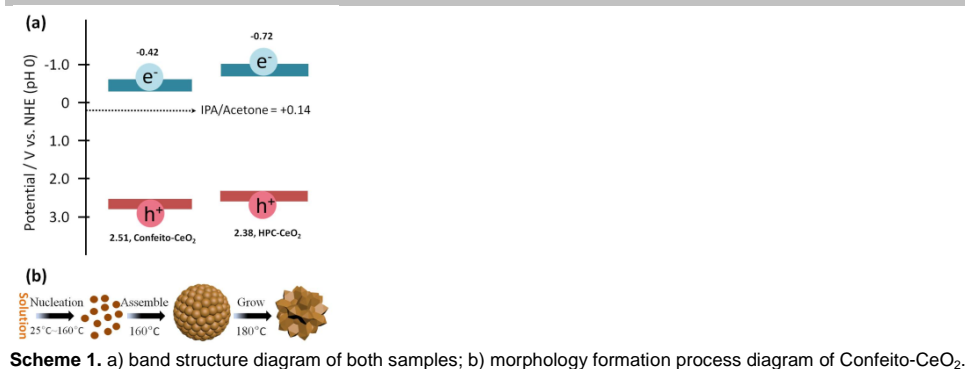 (a)
-0.42
-0.72
e⁻
e⁻
Potential / V vs. NHE (pH 0)
-1.0
0
1.0
2.0
3.0
IPA/Acetone = +0.14
h⁺
h⁺
2.51, Confeito-CeO₂
2.38, HPC-CeO₂
(b)
Solution
Nucleation
25°C~160°C
Assemble
160°C
Grow
180°C
Scheme 1. a) band structure diagram of both samples; b) morphology formation process diagram of Confeito-CeO₂.